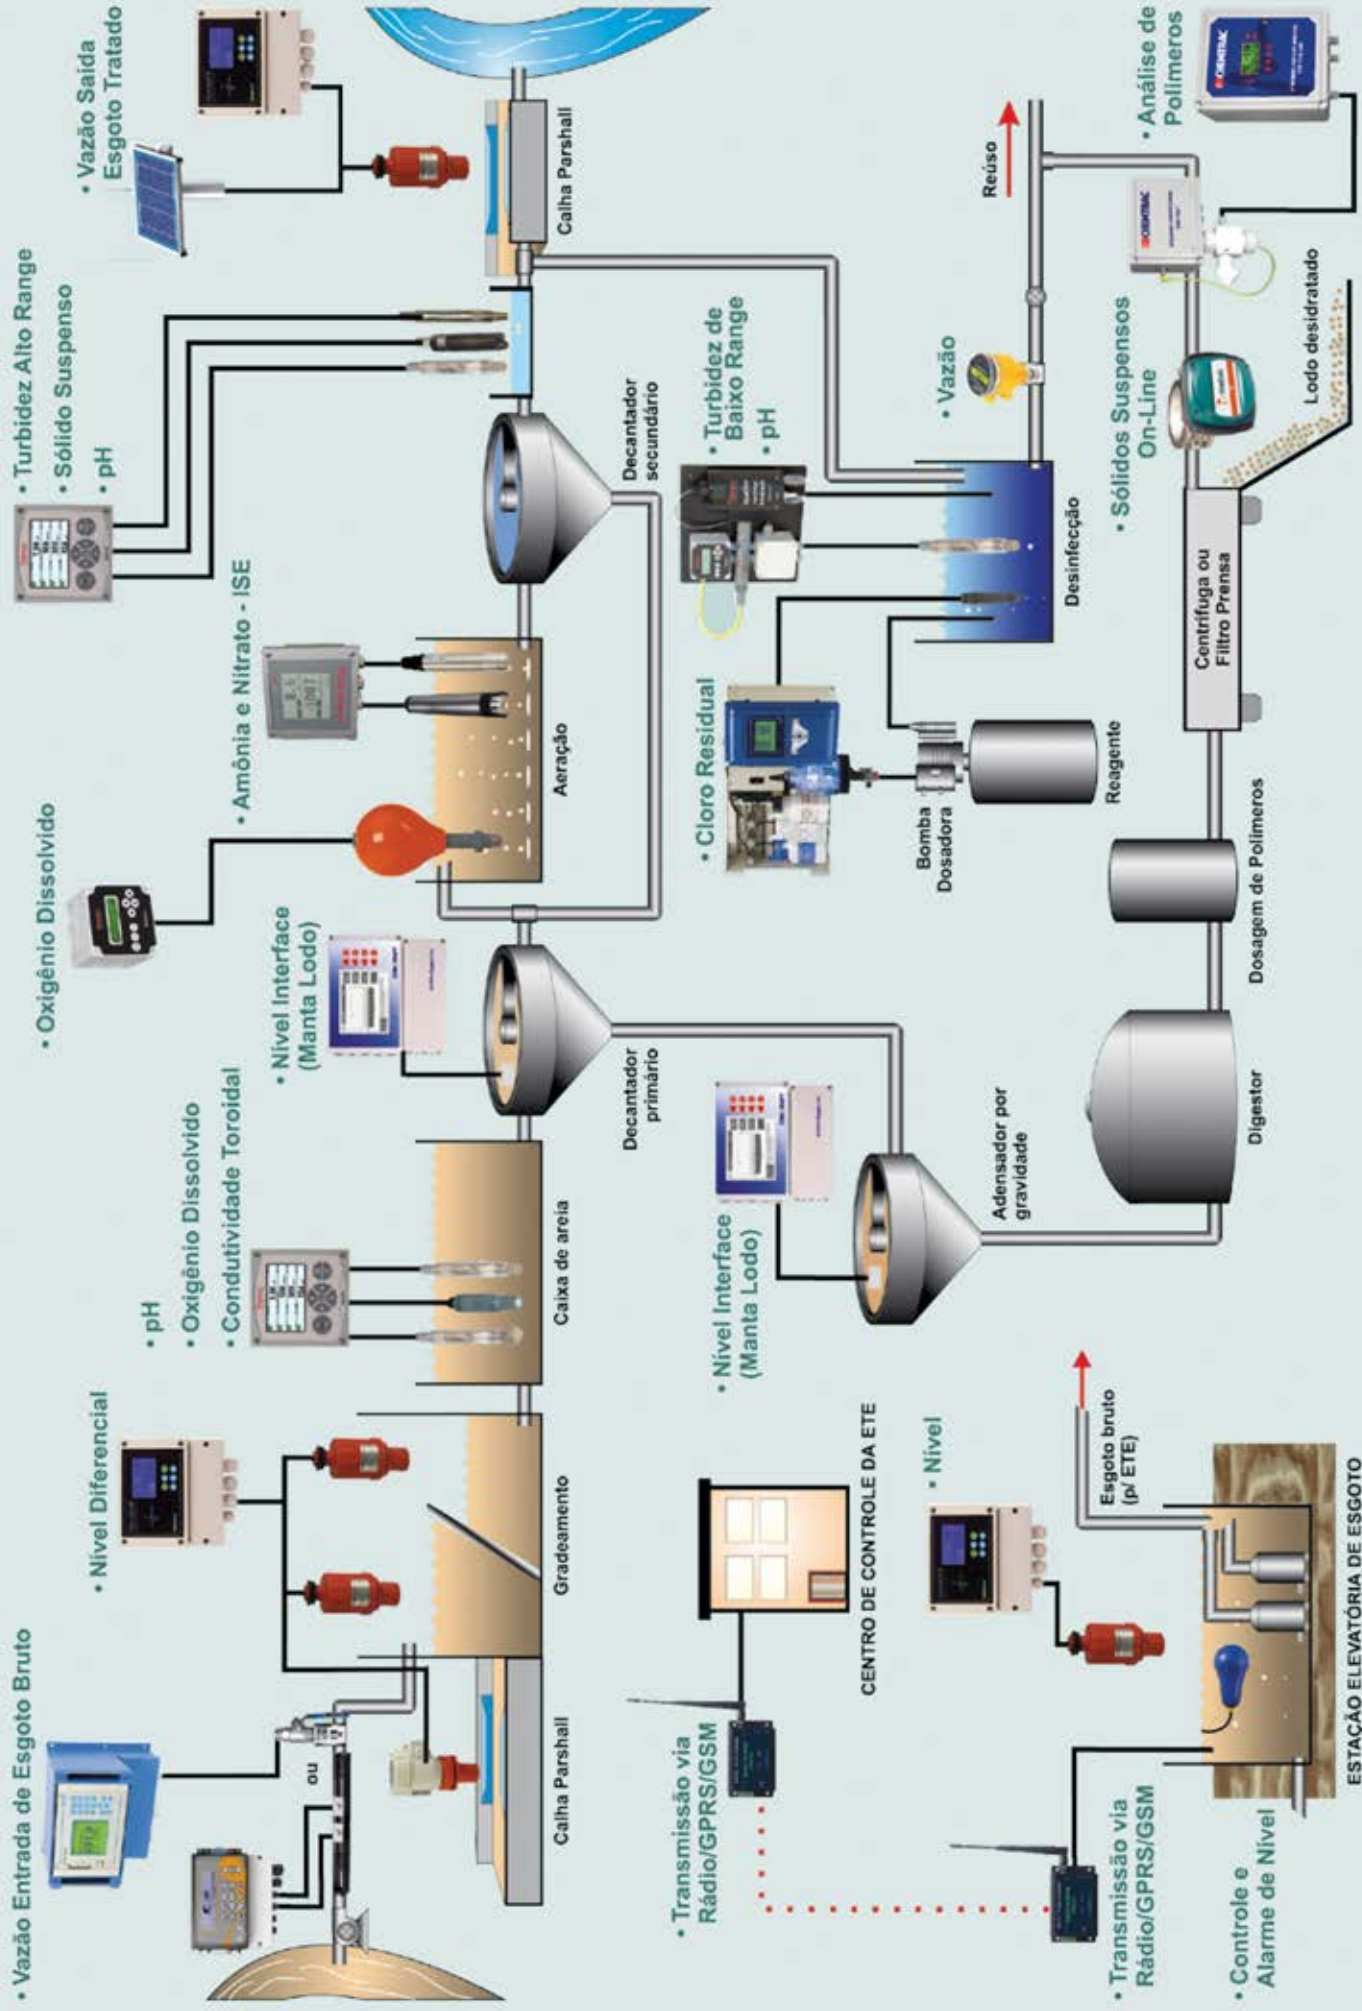 • Vazão Entrada de Esgoto Bruto
• Nível Diferencial
• pH
• Oxigênio Dissolvido
• Condutividade Toroidal
• Oxigênio Dissolvido
• Nível Interface
(Manta Lodo)
• Amônia e Nitrato - ISE
• Turbidez Alto Range
• Sólido Suspenso
• pH
• Vazão Saida
Esgoto Tratado
no
Calha Parshall
Gradeamento
Caixa de areia
Decantador
primário
Aeração
Decantador
secundário
Calha Parshall
• Transmissão via
Rádio/GPRS/GSM
CENTRO DE CONTROLE DA ETE
• Nível Interface
(Manta Lodo)
Adensador por
gravidade
• Cloro Residual
• Turbidez de
Baixo Range
• pH
Bomba
Dosadora
Reagente
Desinfecção
• Vazão
Reúso
• Transmissão via
Rádio/GPRS/GSM
• Controle e
Alarme de Nível
• Nível
Esgoto bruto
(p/ ETE)
ESTAÇÃO ELEVATÓRIA DE ESGOTO
Digestor
Dosagem de Polímeros
Centrífuga ou
Filtro Prensa
• Sólidos Suspensos
On-Line
Lodo desidratado
• Análise de
Polímeros
CHEMTRAC
CHEMTRAC